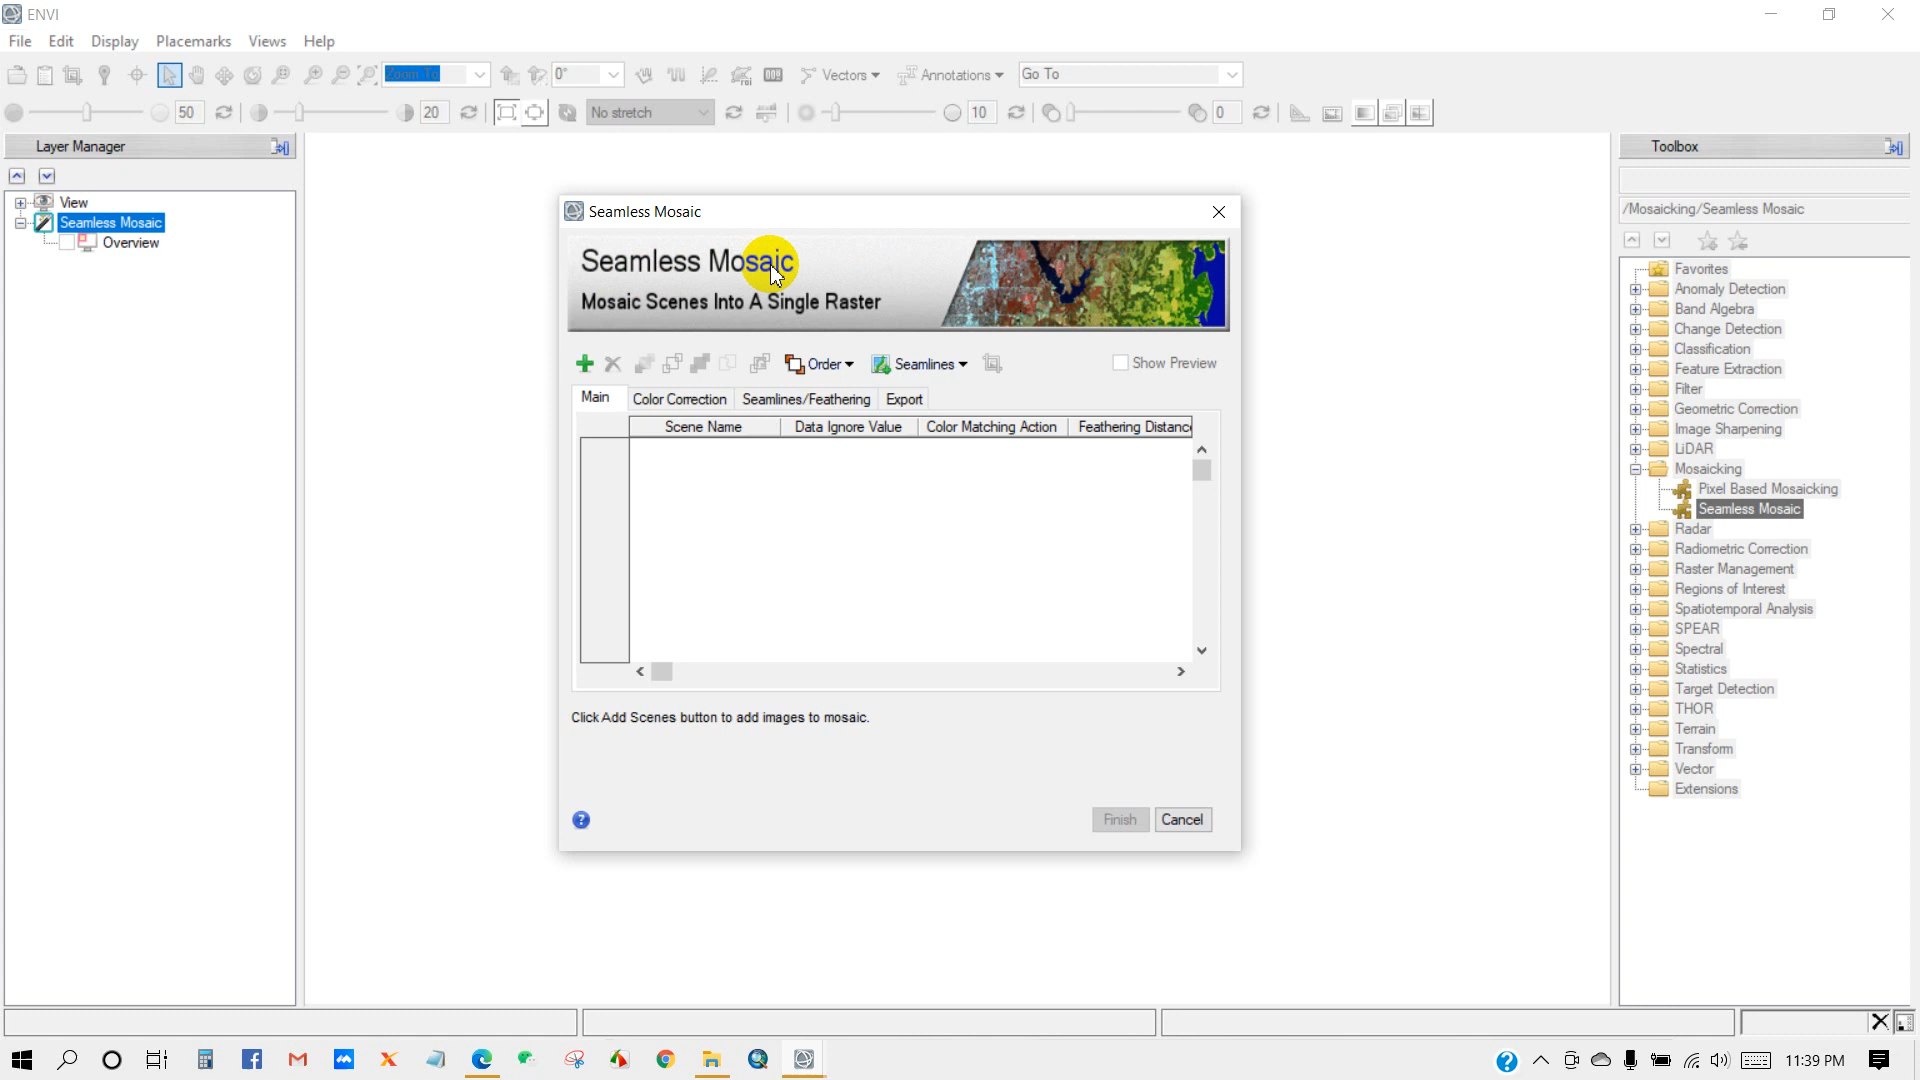 ENVI
File Edit Display Placemarks Views Help
Zoom To 0° Vectors Annotations Go To
50 20 No stretch 10 0
Layer Manager
View
Seamless Mosaic
Overview
Seamless Mosaic
Seamless Mosaic
Mosaic Scenes Into A Single Raster
Order Seamlines Show Preview
Main Color Correction Seamlines/Feathering Export
Scene Name Data Ignore Value Color Matching Action Feathering Distance
Click Add Scenes button to add images to mosaic.
Finish Cancel
Toolbox
/Mosaicking/Seamless Mosaic
Favorites
Anomaly Detection
Band Algebra
Change Detection
Classification
Feature Extraction
Filter
Geometric Correction
Image Sharpening
LiDAR
Mosaicking
Pixel Based Mosaicking
Seamless Mosaic
Radar
Radiometric Correction
Raster Management
Regions of Interest
Spatiotemporal Analysis
SPEAR
Spectral
Statistics
Target Detection
THOR
Terrain
Transform
Vector
Extensions
11:39 PM